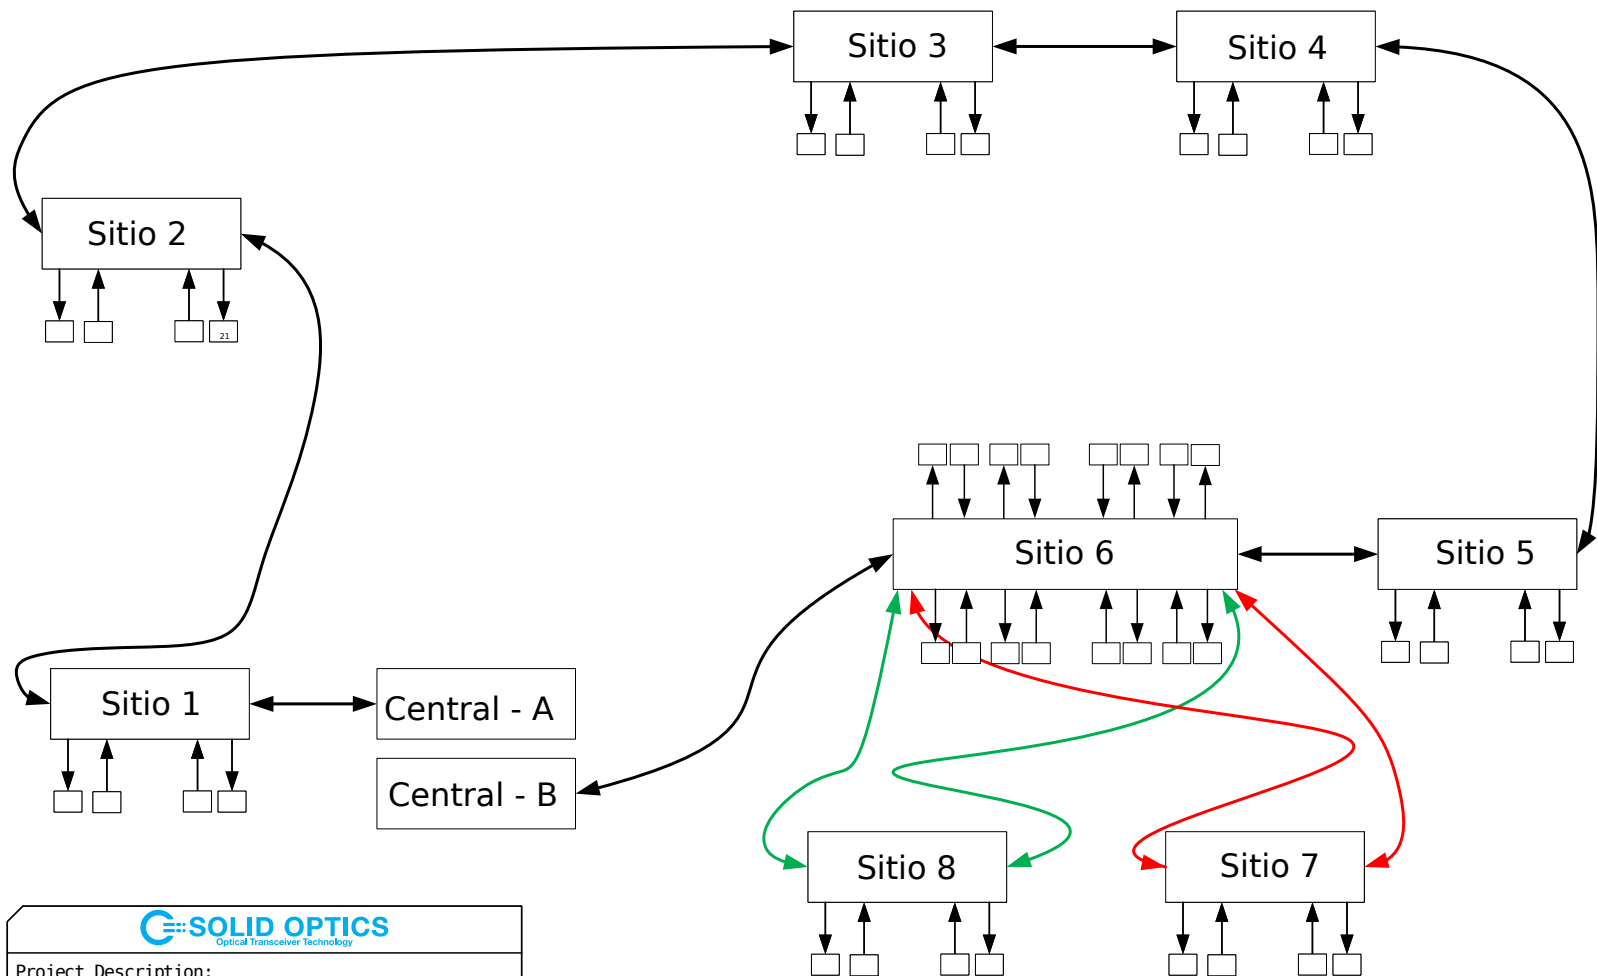 Sitio 3
Sitio 4
Sitio 2
21
Sitio 6
Sitio 5
Sitio 1
Central - A
Central - B
Sitio 8
Sitio 7
SOLID OPTICS
Optical Transceiver Technology
Project Description: